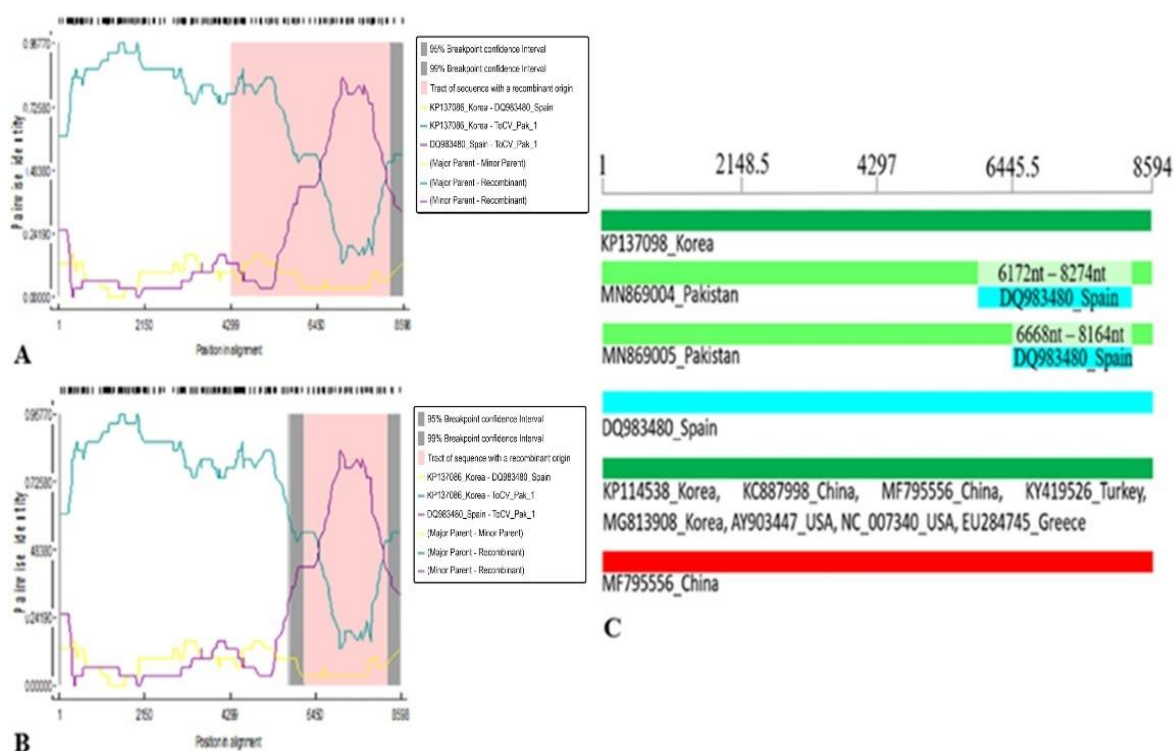 0.96770
0.72580
0.48380
0.24190
0.00000
Pairwise identity
1 2150 4299 6450 8598
Position in alignment
A
95% Breakpoint confidence Interval
99% Breakpoint confidence Interval
Tract of sequence with a recombinant origin
KP137086_Korea - DQ983480_Spain
KP137086_Korea - ToCV_Pak_1
DQ983480_Spain - ToCV_Pak_1
(Major Parent - Minor Parent)
(Major Parent - Recombinant)
(Minor Parent - Recombinant)
0.96770
0.72580
48380
0.24190
0.00000
Pairwise identity
1 2150 4299 6450 8598
Position in alignment
B
95% Breakpoint confidence Interval
99% Breakpoint confidence Interval
Tract of sequence with a recombinant origin
KP137086_Korea - DQ983480_Spain
KP137086_Korea - ToCV_Pak_1
DQ983480_Spain - ToCV_Pak_1
(Major Parent - Minor Parent)
(Major Parent - Recombinant)
(Minor Parent - Recombinant)
1 2148.5 4297 6445.5 8594
KP137098_Korea
6172nt – 8274nt
MN869004_Pakistan DQ983480_Spain
6668nt – 8164nt
MN869005_Pakistan DQ983480_Spain
DQ983480_Spain
KP114538_Korea, KC887998_China, MF795556_China, KY419526_Turkey,
MG813908_Korea, AY903447_USA, NC_007340_USA, EU284745_Greece
MF795556_China
C